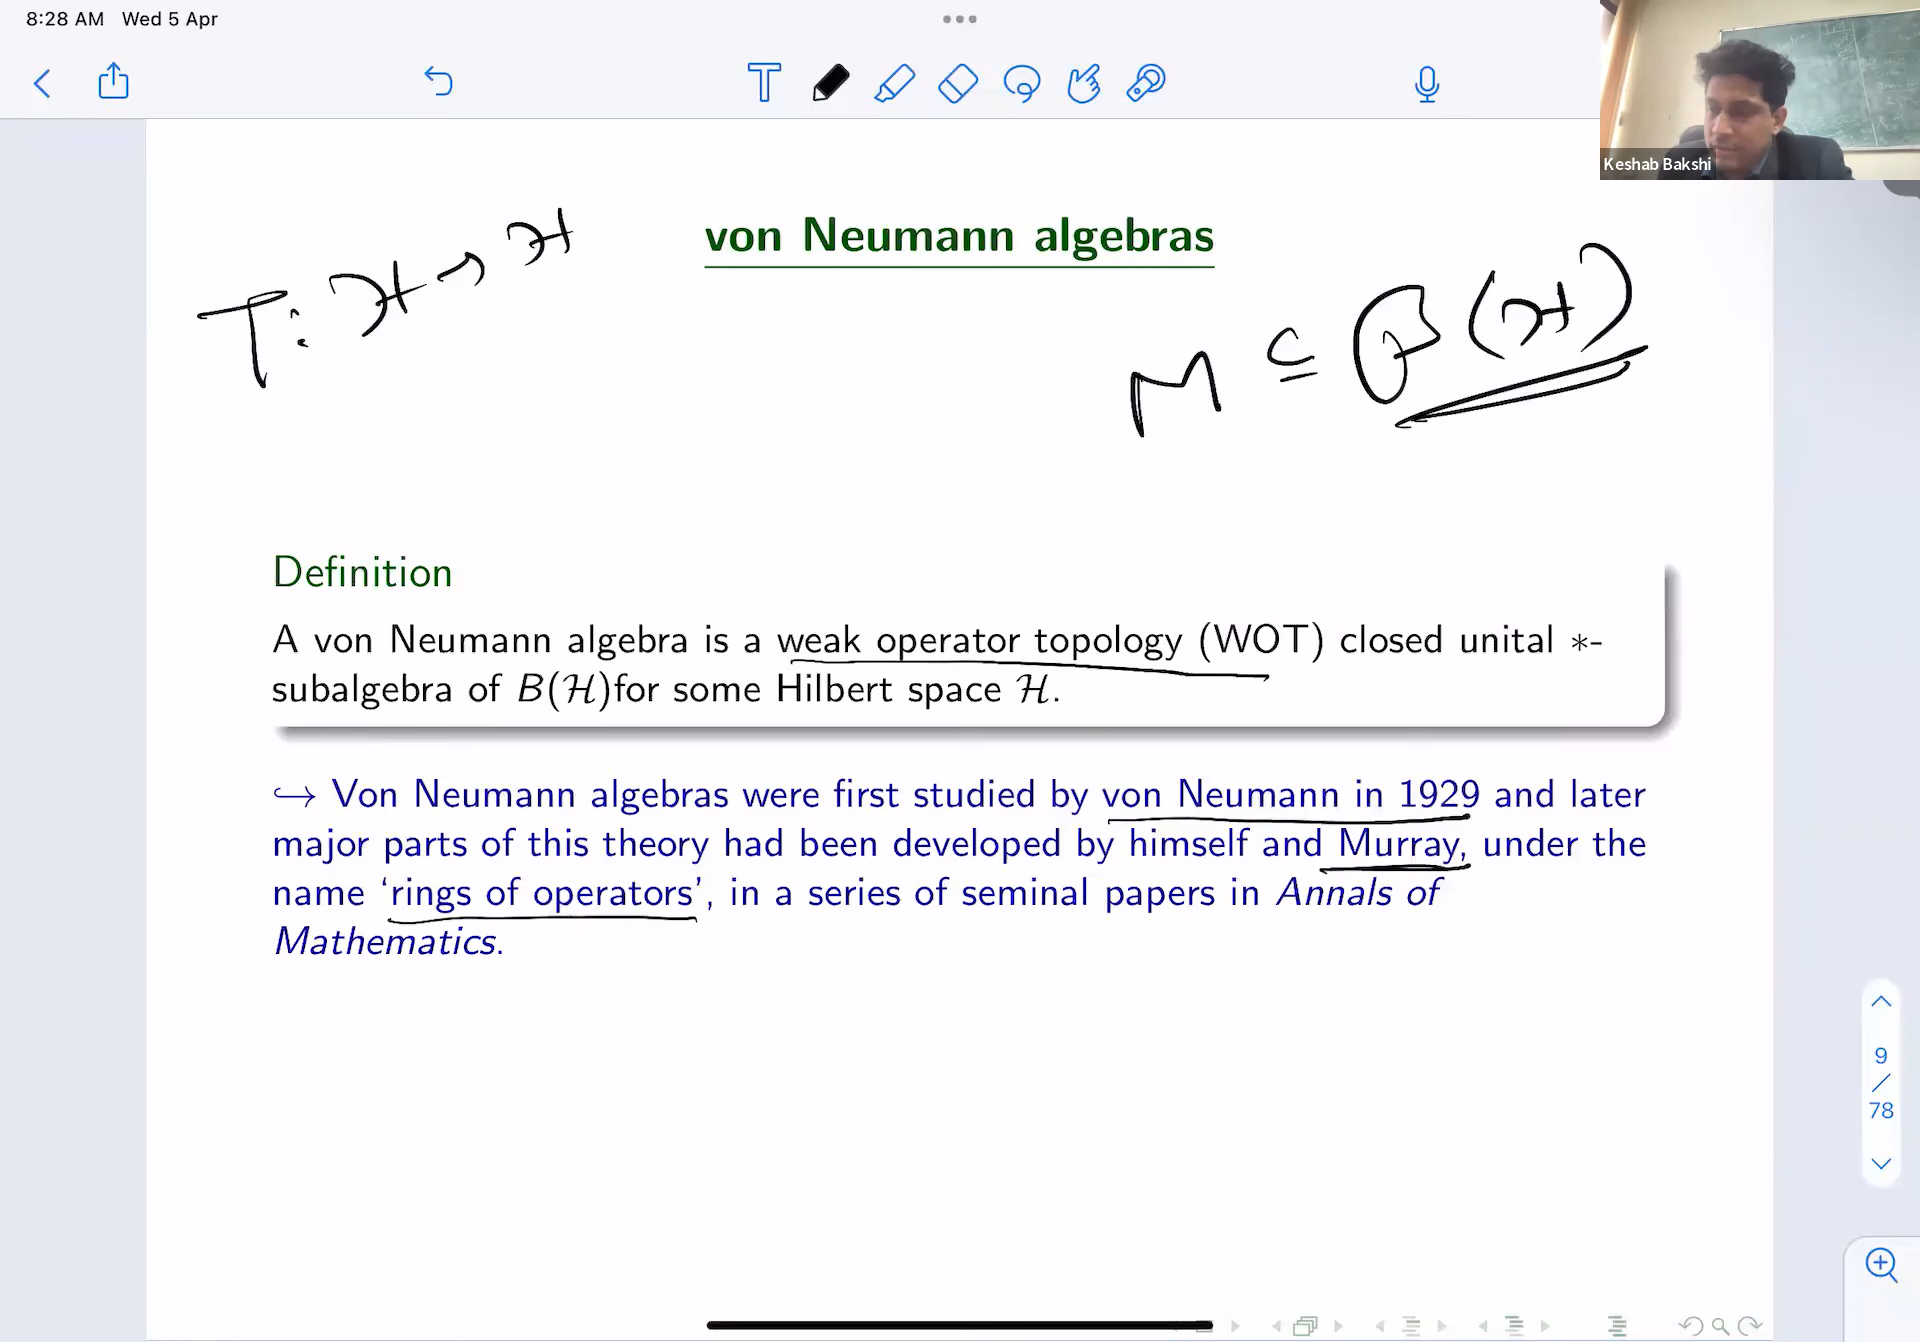 8:28 AM Wed 5 Apr
Keshab Bakshi
von Neumann algebras
T: ℋ → ℋ
M ⊆ B(ℋ)
Definition
A von Neumann algebra is a weak operator topology (WOT) closed unital ∗-
subalgebra of B(ℋ)for some Hilbert space ℋ.
↪ Von Neumann algebras were first studied by von Neumann in 1929 and later
major parts of this theory had been developed by himself and Murray, under the
name ‘rings of operators’, in a series of seminal papers in Annals of
Mathematics.
9
/
78